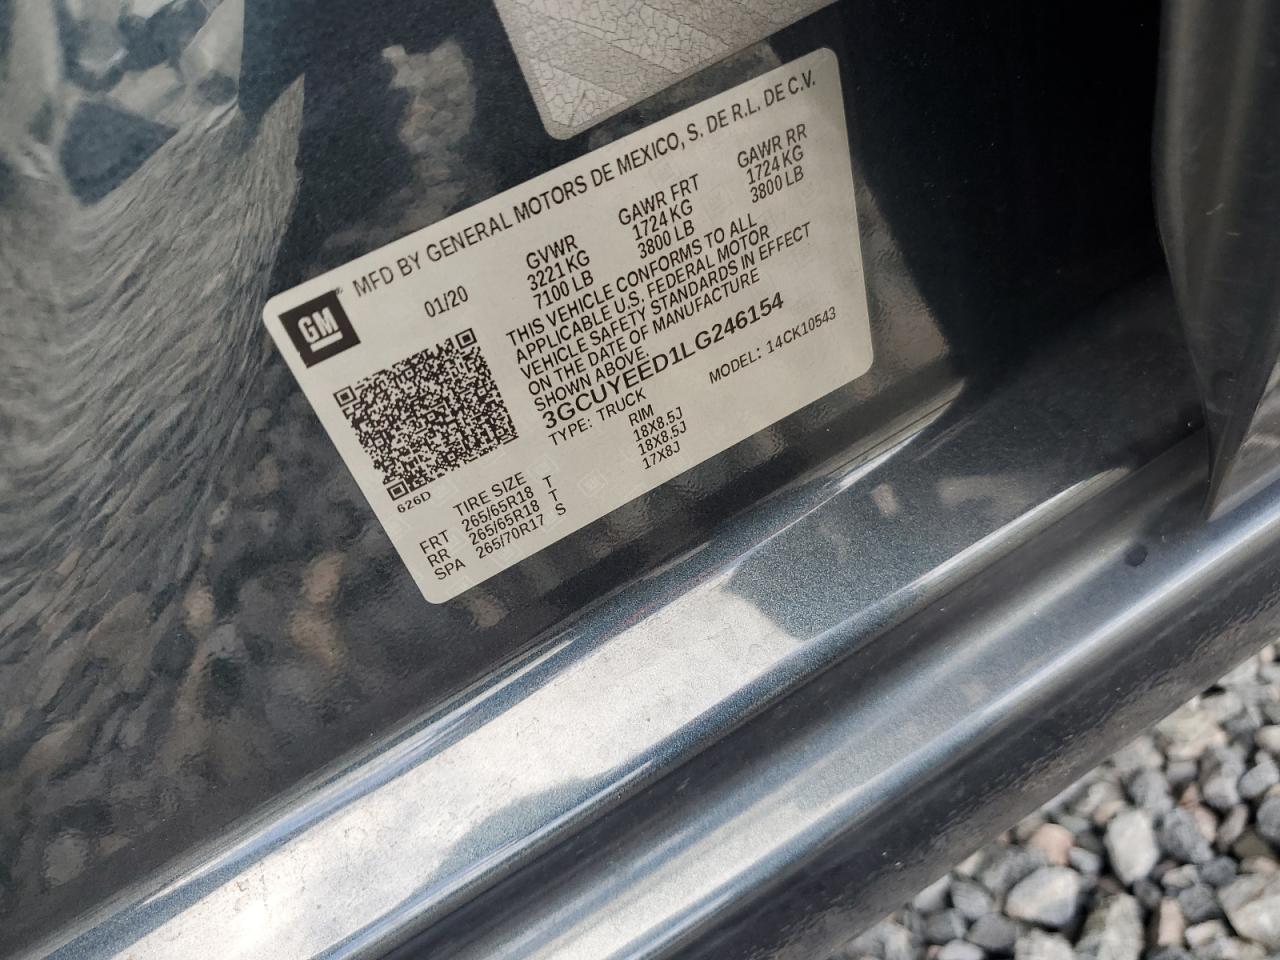 MFD BY GENERAL MOTORS DE MEXICO, S. DE R.L. DE C.V.
GM
01/20
GVWR
3221 KG
7100 LB
GAWR FRT
1724 KG
3800 LB
GAWR RR
1724 KG
3800 LB
THIS VEHICLE CONFORMS TO ALL
APPLICABLE U.S. FEDERAL MOTOR
VEHICLE SAFETY STANDARDS IN EFFECT
ON THE DATE OF MANUFACTURE
SHOWN ABOVE.
3GCUYEED1LG246154
TYPE: TRUCK
MODEL: 14CK10543
626D
TIRE SIZE RIM
FRT 265/65R18 T 18X8.5J
RR 265/65R18 T 18X8.5J
SPA 265/70R17 S 17X8J